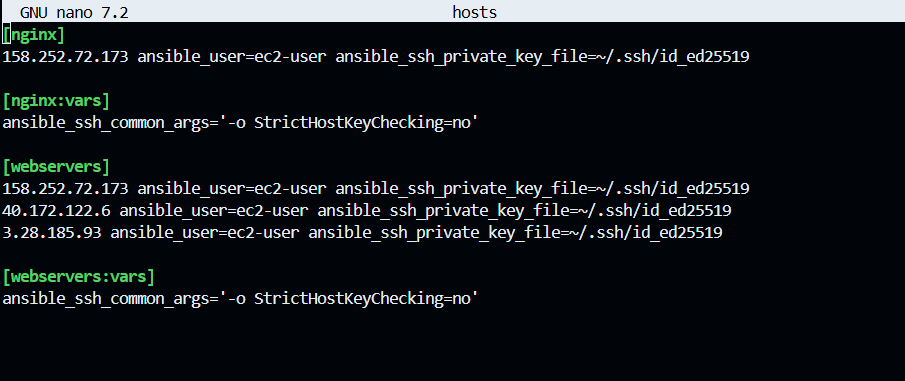 GNU nano 7.2 hosts
[nginx]
158.252.72.173 ansible_user=ec2-user ansible_ssh_private_key_file=~/.ssh/id_ed25519
[nginx:vars]
ansible_ssh_common_args='-o StrictHostKeyChecking=no'
[webservers]
158.252.72.173 ansible_user=ec2-user ansible_ssh_private_key_file=~/.ssh/id_ed25519
40.172.122.6 ansible_user=ec2-user ansible_ssh_private_key_file=~/.ssh/id_ed25519
3.28.185.93 ansible_user=ec2-user ansible_ssh_private_key_file=~/.ssh/id_ed25519
[webservers:vars]
ansible_ssh_common_args='-o StrictHostKeyChecking=no'